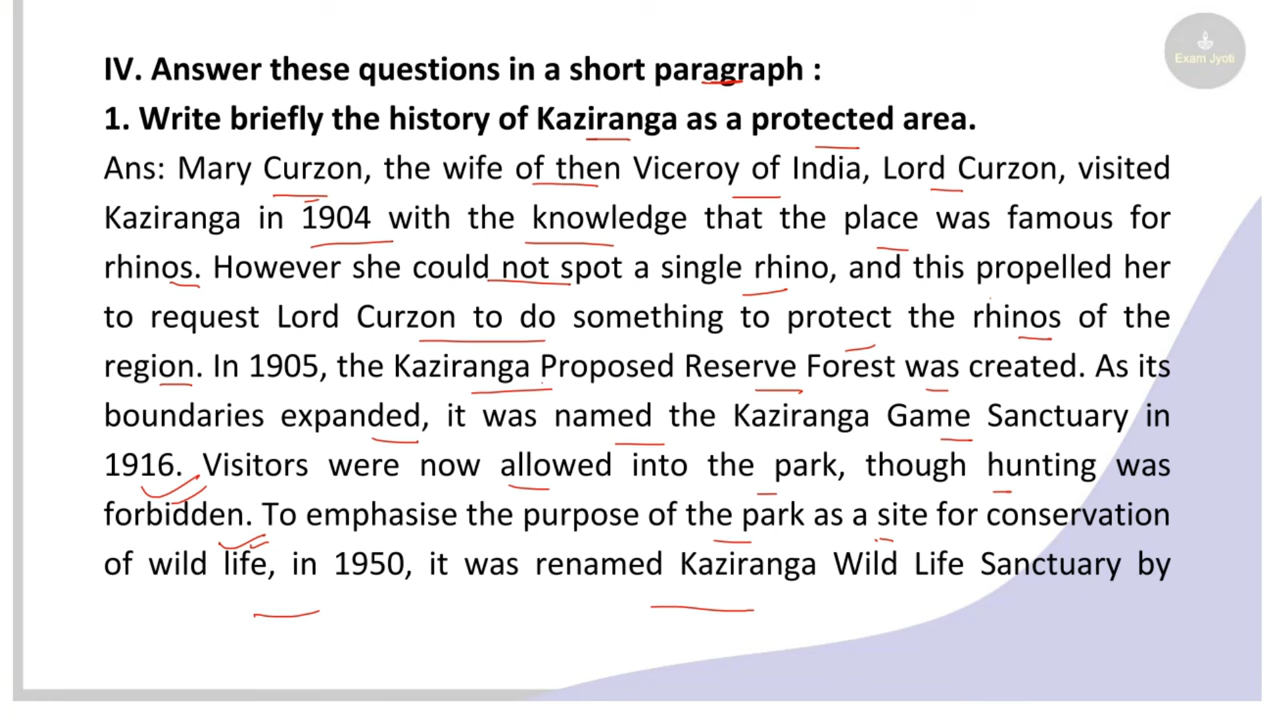 Exam Jyoti
IV. Answer these questions in a short paragraph :
1. Write briefly the history of Kaziranga as a protected area.
Ans: Mary Curzon, the wife of then Viceroy of India, Lord Curzon, visited
Kaziranga in 1904 with the knowledge that the place was famous for
rhinos. However she could not spot a single rhino, and this propelled her
to request Lord Curzon to do something to protect the rhinos of the
region. In 1905, the Kaziranga Proposed Reserve Forest was created. As its
boundaries expanded, it was named the Kaziranga Game Sanctuary in
1916. Visitors were now allowed into the park, though hunting was
forbidden. To emphasise the purpose of the park as a site for conservation
of wild life, in 1950, it was renamed Kaziranga Wild Life Sanctuary by